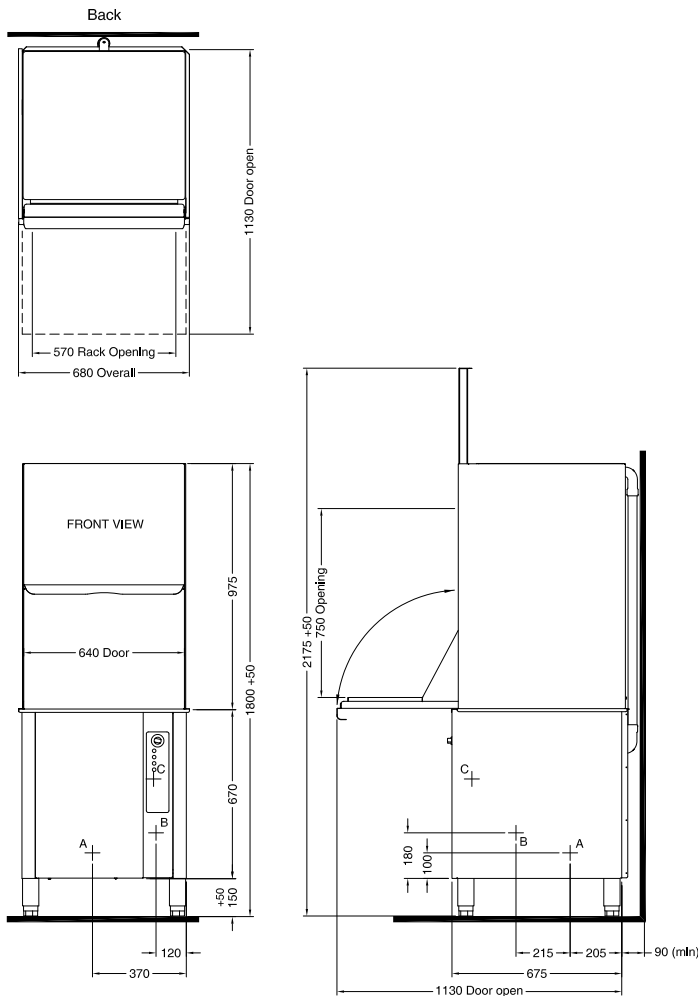 Back
1130 Door open
570 Rack Opening
680 Overall
FRONT VIEW
640 Door
975
1800 +50
670
C
B
A
+50
150
120
370
2175 +50
750 Opening
C
B
A
180
100
215
205
90 (min)
675
1130 Door open